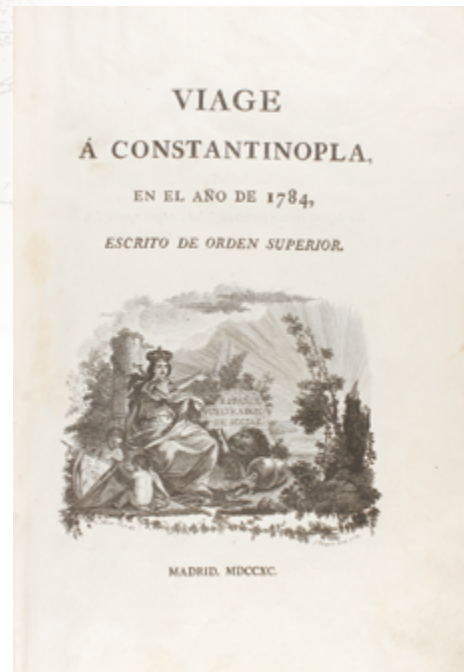 VIAGE
Á CONSTANTINOPLA,
EN EL AÑO DE 1784,
ESCRITO DE ORDEN SUPERIOR.
MADRID. MDCCXC.